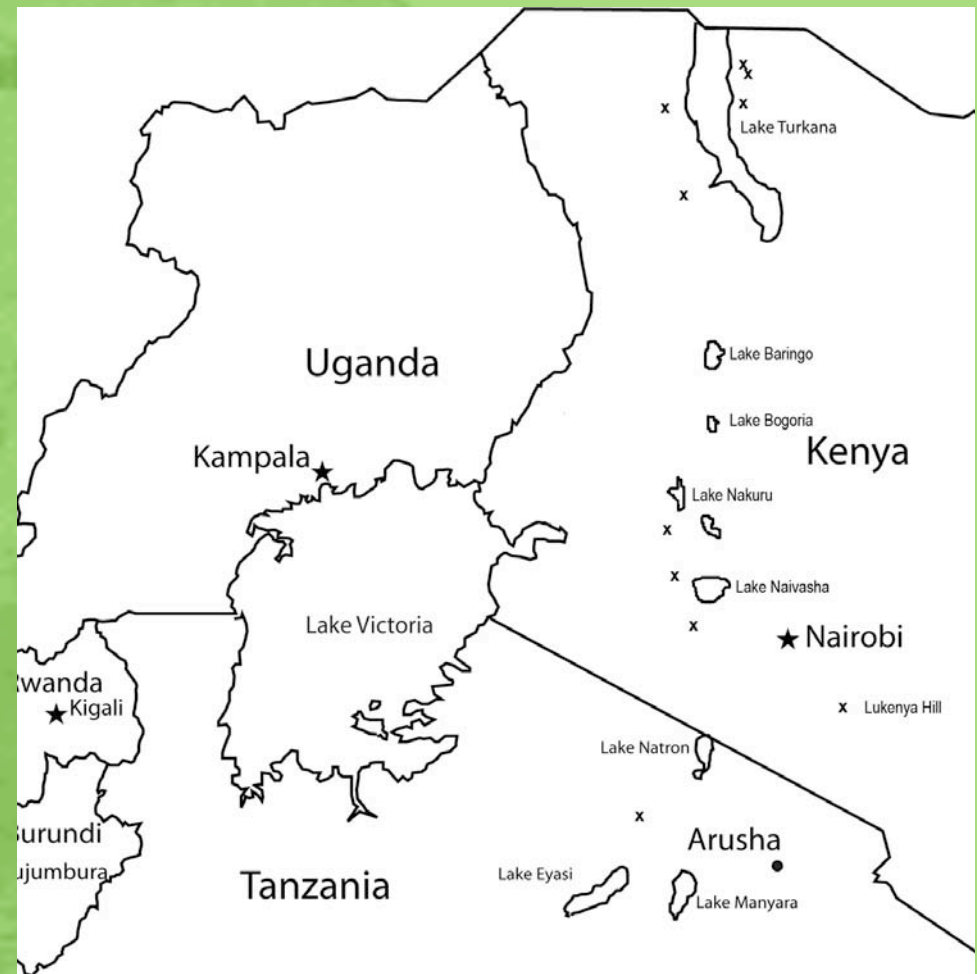 Lake Turkana
Uganda
Lake Baringo
Lake Bogoria
Kenya
Kampala
Lake Nakuru
Lake Naivasha
Lake Victoria
Nairobi
wanda
Kigali
Lukenya Hill
Lake Natron
urundi
Arusha
ujumbura
Lake Eyasi
Tanzania
Lake Manyara
x
x
x
x
x
x
x
x
x
x